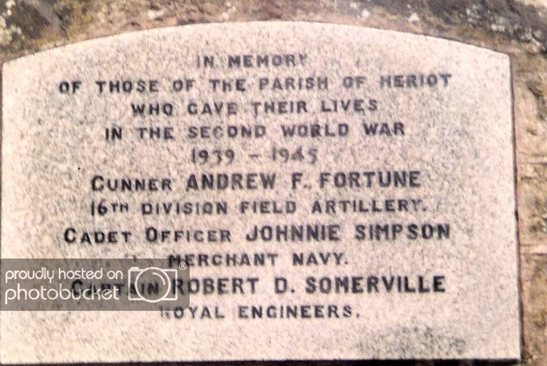 IN MEMORY
OF THOSE OF THE PARISH OF HERIOT
WHO GAVE THEIR LIVES
IN THE SECOND WORLD WAR
1939 – 1945
GUNNER ANDREW F. FORTUNE
16TH DIVISION FIELD ARTILLERY.
CADET OFFICER JOHNNIE SIMPSON
MERCHANT NAVY.
CAPTAIN ROBERT D. SOMERVILLE
ROYAL ENGINEERS.
proudly hosted on
photobucket